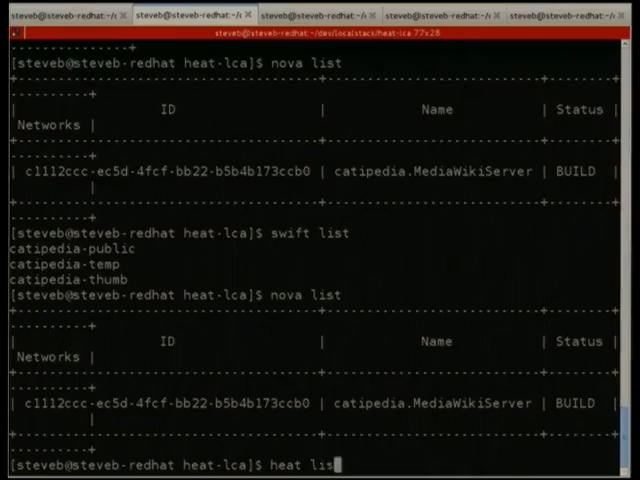 steveb@steveb-redhat:~/c steveb@steveb-redhat:~/c steveb@steveb-redhat:~/c steveb@steveb-redhat:~/c steveb@steveb-redhat:~/c
steveb@steveb-redhat:~/dev/localstack/heat-lca 77x28
---------------+
[steveb@steveb-redhat heat-lca]$ nova list
+--------------------------------------+--------------------------+--------+
----------+
|                  ID                  |           Name           | Status |
 Networks |
+--------------------------------------+--------------------------+--------+
----------+
| c1112ccc-ec5d-4fcf-bb22-b5b4b173ccb0 | catipedia.MediaWikiServer | BUILD  |
          |
+--------------------------------------+--------------------------+--------+
----------+
[steveb@steveb-redhat heat-lca]$ swift list
catipedia-public
catipedia-temp
catipedia-thumb
[steveb@steveb-redhat heat-lca]$ nova list
+--------------------------------------+--------------------------+--------+
----------+
|                  ID                  |           Name           | Status |
 Networks |
+--------------------------------------+--------------------------+--------+
----------+
| c1112ccc-ec5d-4fcf-bb22-b5b4b173ccb0 | catipedia.MediaWikiServer | BUILD  |
          |
+--------------------------------------+--------------------------+--------+
----------+
[steveb@steveb-redhat heat-lca]$ heat lis